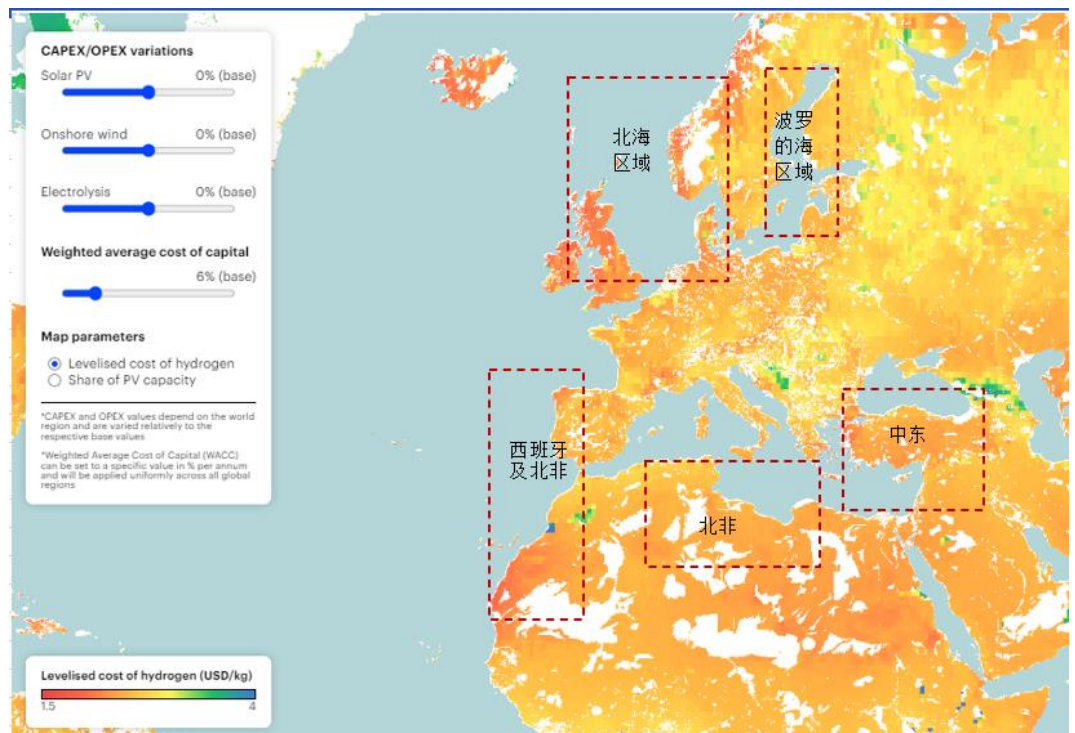 CAPEX/OPEX variations
Solar PV 0% (base)
Onshore wind 0% (base)
Electrolysis 0% (base)
Weighted average cost of capital
6% (base)
Map parameters
Levelised cost of hydrogen
Share of PV capacity
*CAPEX and OPEX values depend on the world
region and are varied relatively to the
respective base values
*Weighted Average Cost of Capital (WACC)
can be set to a specific value in % per annum
and will be applied uniformly across all global
regions
北海
区域
波罗
的海
区域
西班牙
及北非
北非
中东
Levelised cost of hydrogen (USD/kg)
1.5 4